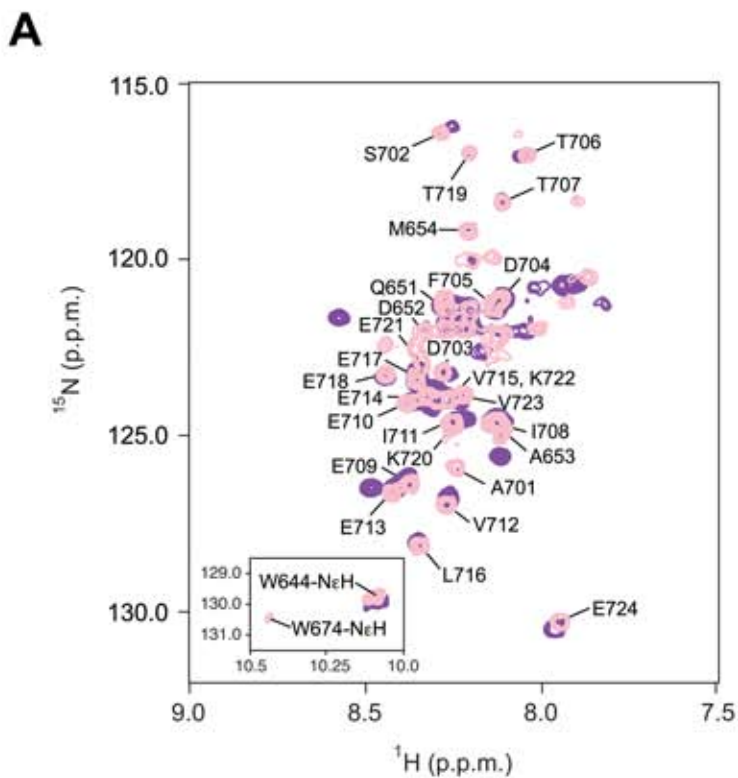 A
115.0
S702
T706
T719
T707
M654
120.0
F705
D704
Q651
D652
E721
D703
E717
V715, K722
E718
E714
V723
E710
125.0
I711
I708
K720
A653
E709
A701
E713
V712
L716
129.0
W644-NεH
130.0
130.0
E724
W674-NεH
131.0
10.5 10.25 10.0
9.0 8.5 8.0 7.5
¹H (p.p.m.)
¹⁵N (p.p.m.)